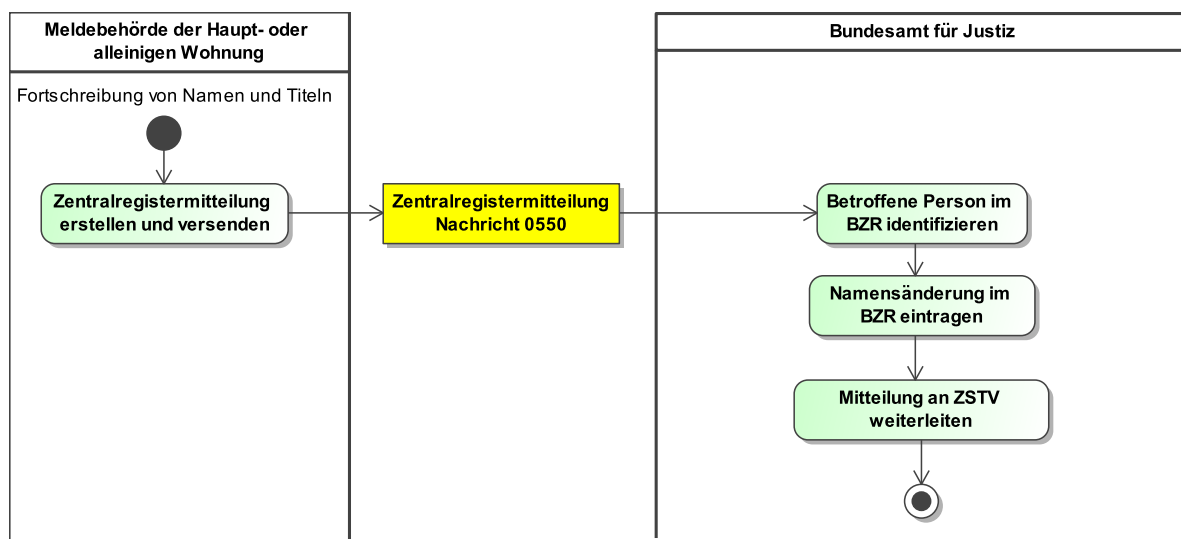 Meldebehörde der Haupt- oder
alleinigen Wohnung
Bundesamt für Justiz
Fortschreibung von Namen und Titeln
Zentralregistermitteilung
erstellen und versenden
Zentralregistermitteilung
Nachricht 0550
Betroffene Person im
BZR identifizieren
Namensänderung im
BZR eintragen
Mitteilung an ZSTV
weiterleiten